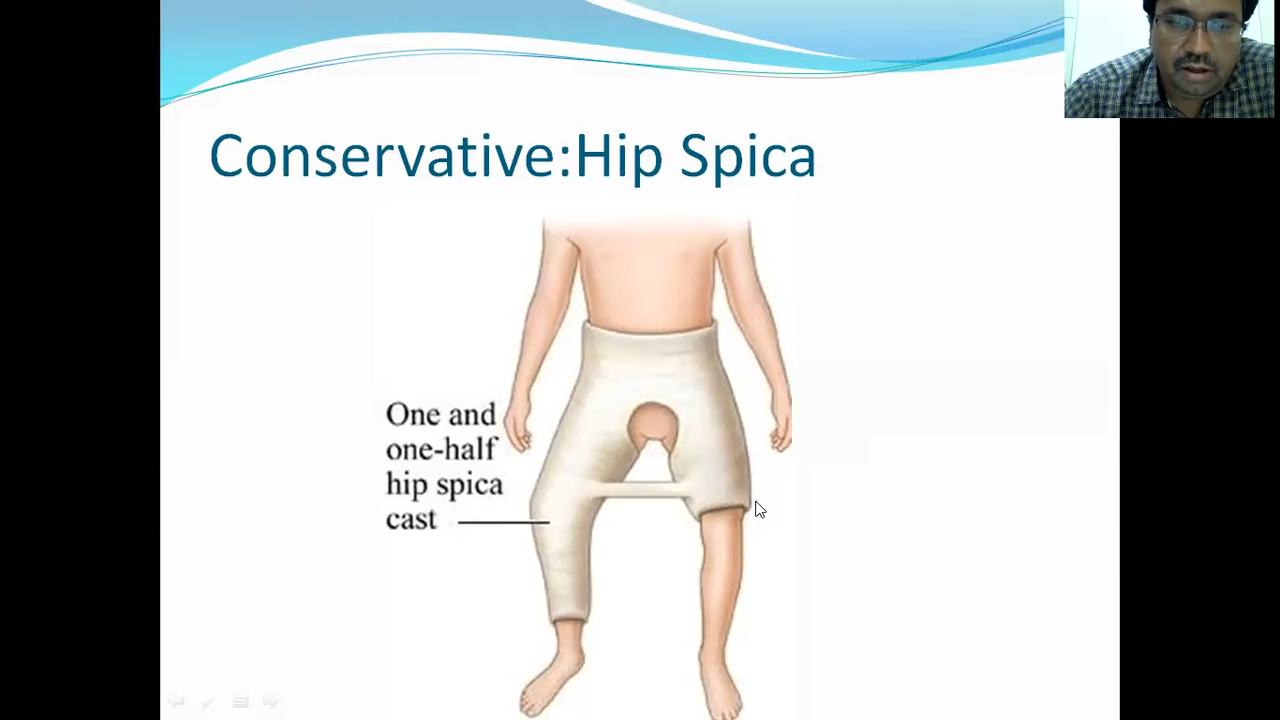 Conservative:Hip Spica
One and
one-half
hip spica
cast